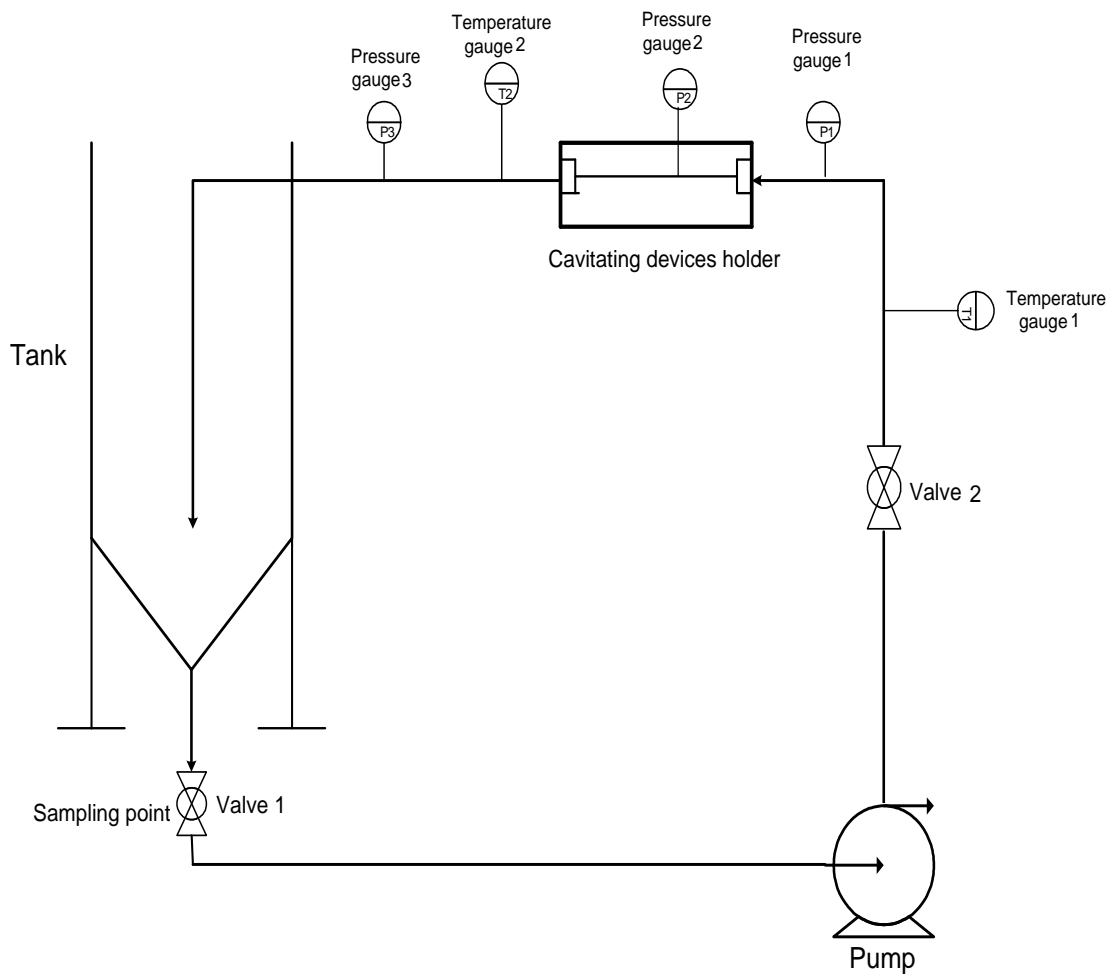 Temperature
gauge 2
Pressure
gauge 2
Pressure
gauge 1
Pressure
gauge 3
T2
P2
P1
P3
Cavitating devices holder
Temperature
gauge 1
T1
Tank
Valve 2
Sampling point
Valve 1
Pump